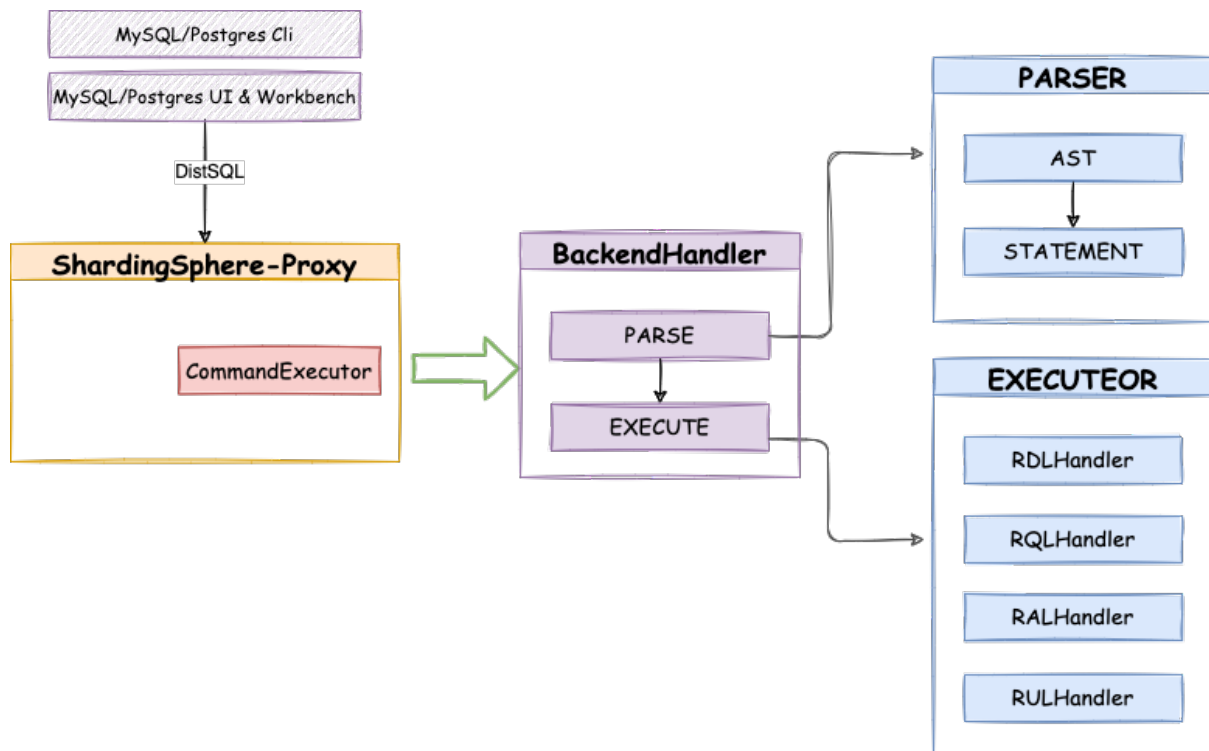 MySQL/Postgres Cli
MySQL/Postgres UI & Workbench
DistSQL
ShardingSphere-Proxy
CommandExecutor
BackendHandler
PARSE
EXECUTE
PARSER
AST
STATEMENT
EXECUTEOR
RDLHandler
RQLHandler
RALHandler
RULHandler